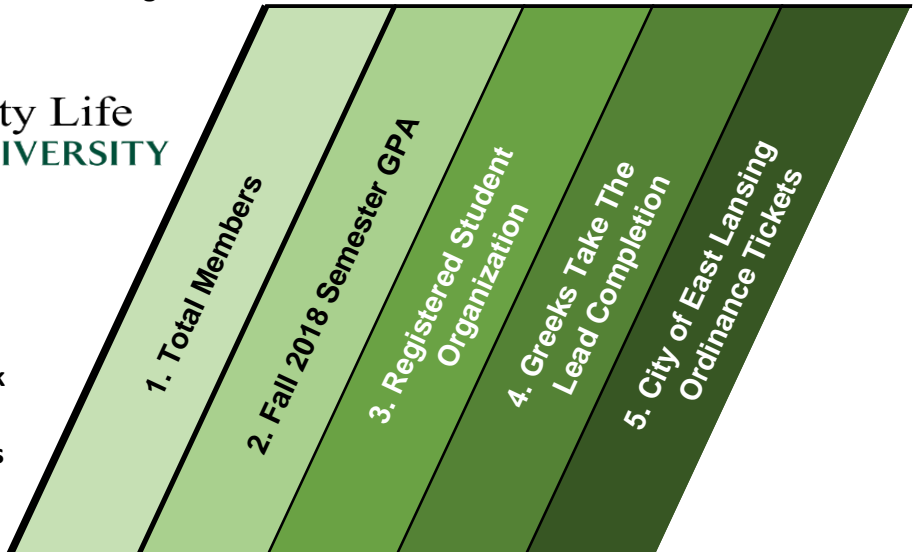 ty Life
IVERSITY
1. Total Members
2. Fall 2018 Semester GPA
3. Registered Student
Organization
4. Greeks Take The
Lead Completion
5. City of East Lansing
Ordinance Tickets
k
s